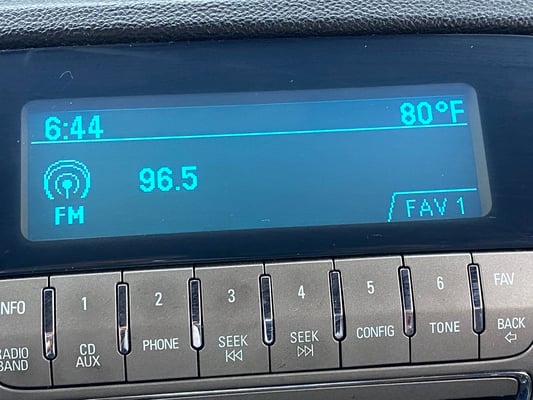 6:44 80°F
96.5
FM
FAV 1
INFO 1 2 3 4 5 6 FAV
RADIO BAND
CD AUX
PHONE
SEEK
SEEK
CONFIG
TONE
BACK